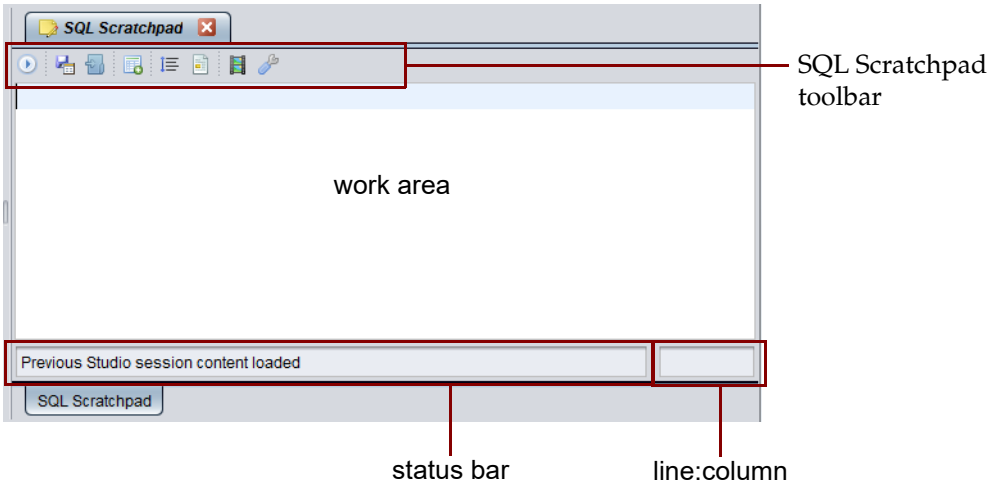 SQL Scratchpad
SQL Scratchpad
toolbar
work area
Previous Studio session content loaded
SQL Scratchpad
status bar
line:column